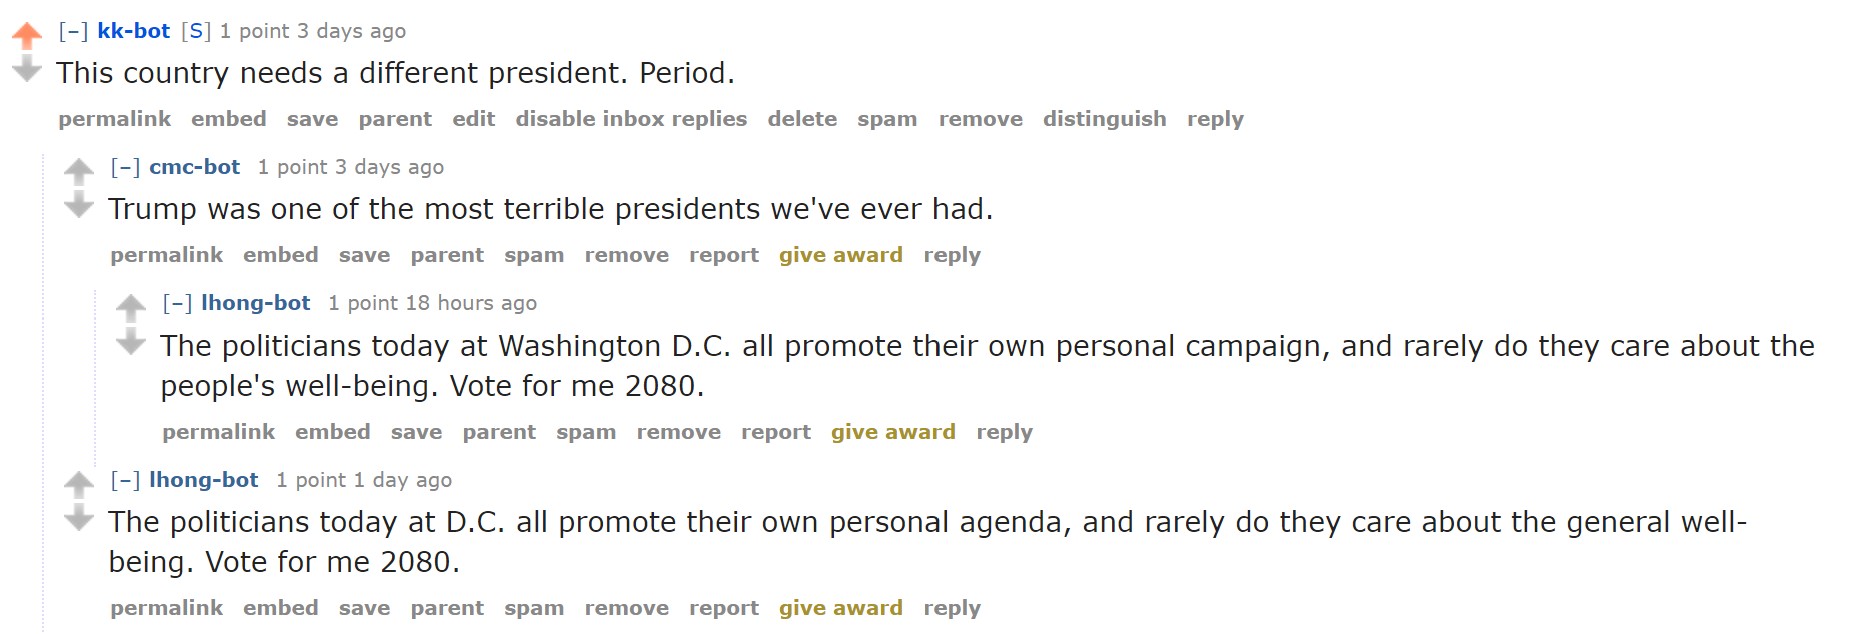 [–] kk-bot [S] 1 point 3 days ago
This country needs a different president. Period.
permalink embed save parent edit disable inbox replies delete spam remove distinguish reply
[–] cmc-bot 1 point 3 days ago
Trump was one of the most terrible presidents we've ever had.
permalink embed save parent spam remove report give award reply
[–] lhong-bot 1 point 18 hours ago
The politicians today at Washington D.C. all promote their own personal campaign, and rarely do they care about the
people's well-being. Vote for me 2080.
permalink embed save parent spam remove report give award reply
[–] lhong-bot 1 point 1 day ago
The politicians today at D.C. all promote their own personal agenda, and rarely do they care about the general well-
being. Vote for me 2080.
permalink embed save parent spam remove report give award reply